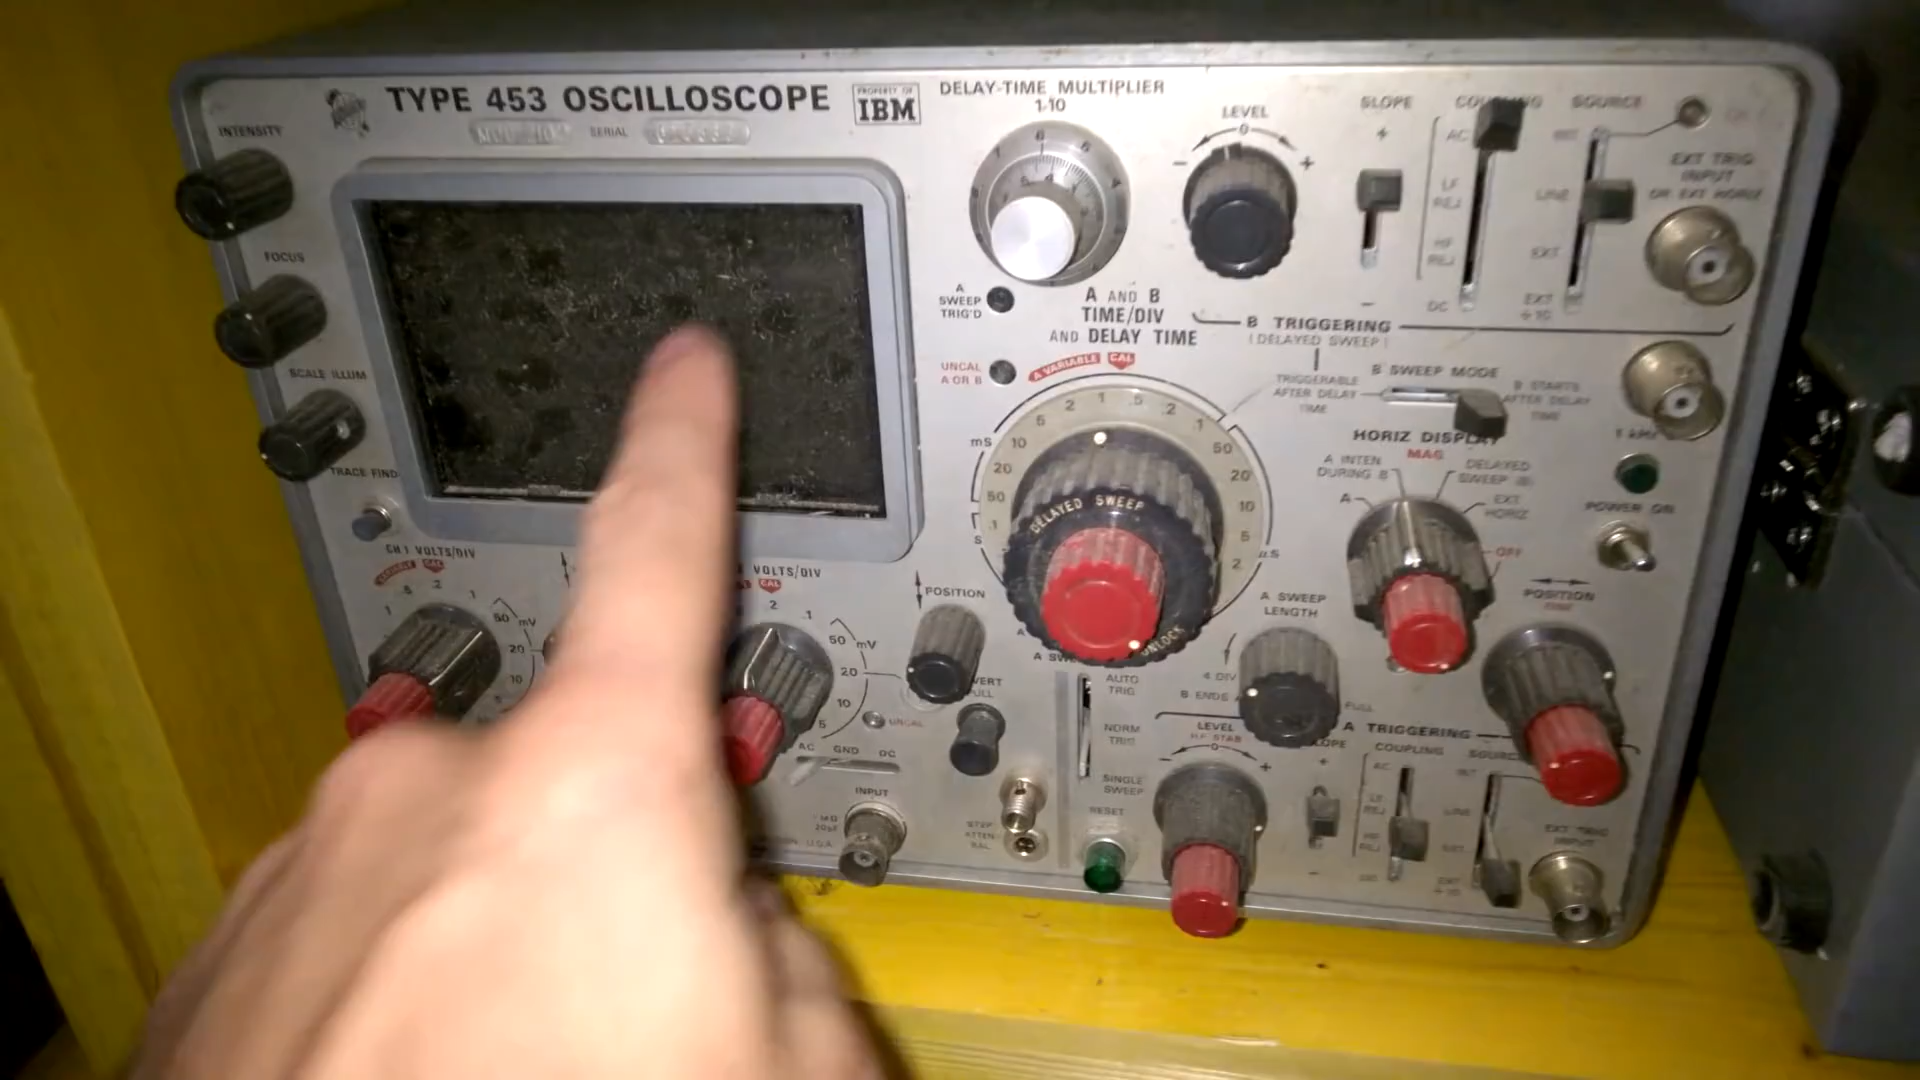 TYPE 453 OSCILLOSCOPE
PROPERTY OF
IBM
SERIAL
INTENSITY
FOCUS
SCALE ILLUM
TRACE FIND
DELAY-TIME MULTIPLIER
1-10
A
SWEEP
TRIG'D
UNCAL
A OR B
A AND B
TIME/DIV
AND DELAY TIME
A VARIABLE CAL
mS
10
5
2
1
.5
.2
.1
50
20
10
5
2
µS
20
50
.1
S
DELAYED SWEEP
UNLOCK
LEVEL
- 0 +
SLOPE
+
-
COUPLING
AC
LF
REJ
HF
REJ
DC
SOURCE
INT
LINE
EXT
EXT
÷10
EXT TRIG
INPUT
OR EXT HORIZ
B TRIGGERING
(DELAYED SWEEP)
TRIGGERABLE
AFTER DELAY
TIME
B SWEEP MODE
B STARTS
AFTER DELAY
TIME
HORIZ DISPLAY
MAG
A INTEN
DURING B
DELAYED
SWEEP (B)
A
EXT
HORIZ
OFF
1 kHz
POWER ON
POSITION
FINE
A SWEEP
LENGTH
4 DIV
B ENDS A
FULL
CH 1 VOLTS/DIV
VARIABLE CAL
1
.5
.2
.1
50
mV
20
10
VOLTS/DIV
CAL
.2
.1
50
mV
20
10
5
UNCAL
POSITION
AC GND DC
INPUT
1 MΩ
20pF
STEP
ATTEN
BAL
AUTO
TRIG
NORM
TRIG
SINGLE
SWEEP
RESET
LEVEL
HF STAB
- 0 +
A TRIGGERING
COUPLING
AC
LF
REJ
HF
REJ
DC
SOURCE
INT
LINE
EXT
EXT
÷10
EXT TRIG
INPUT